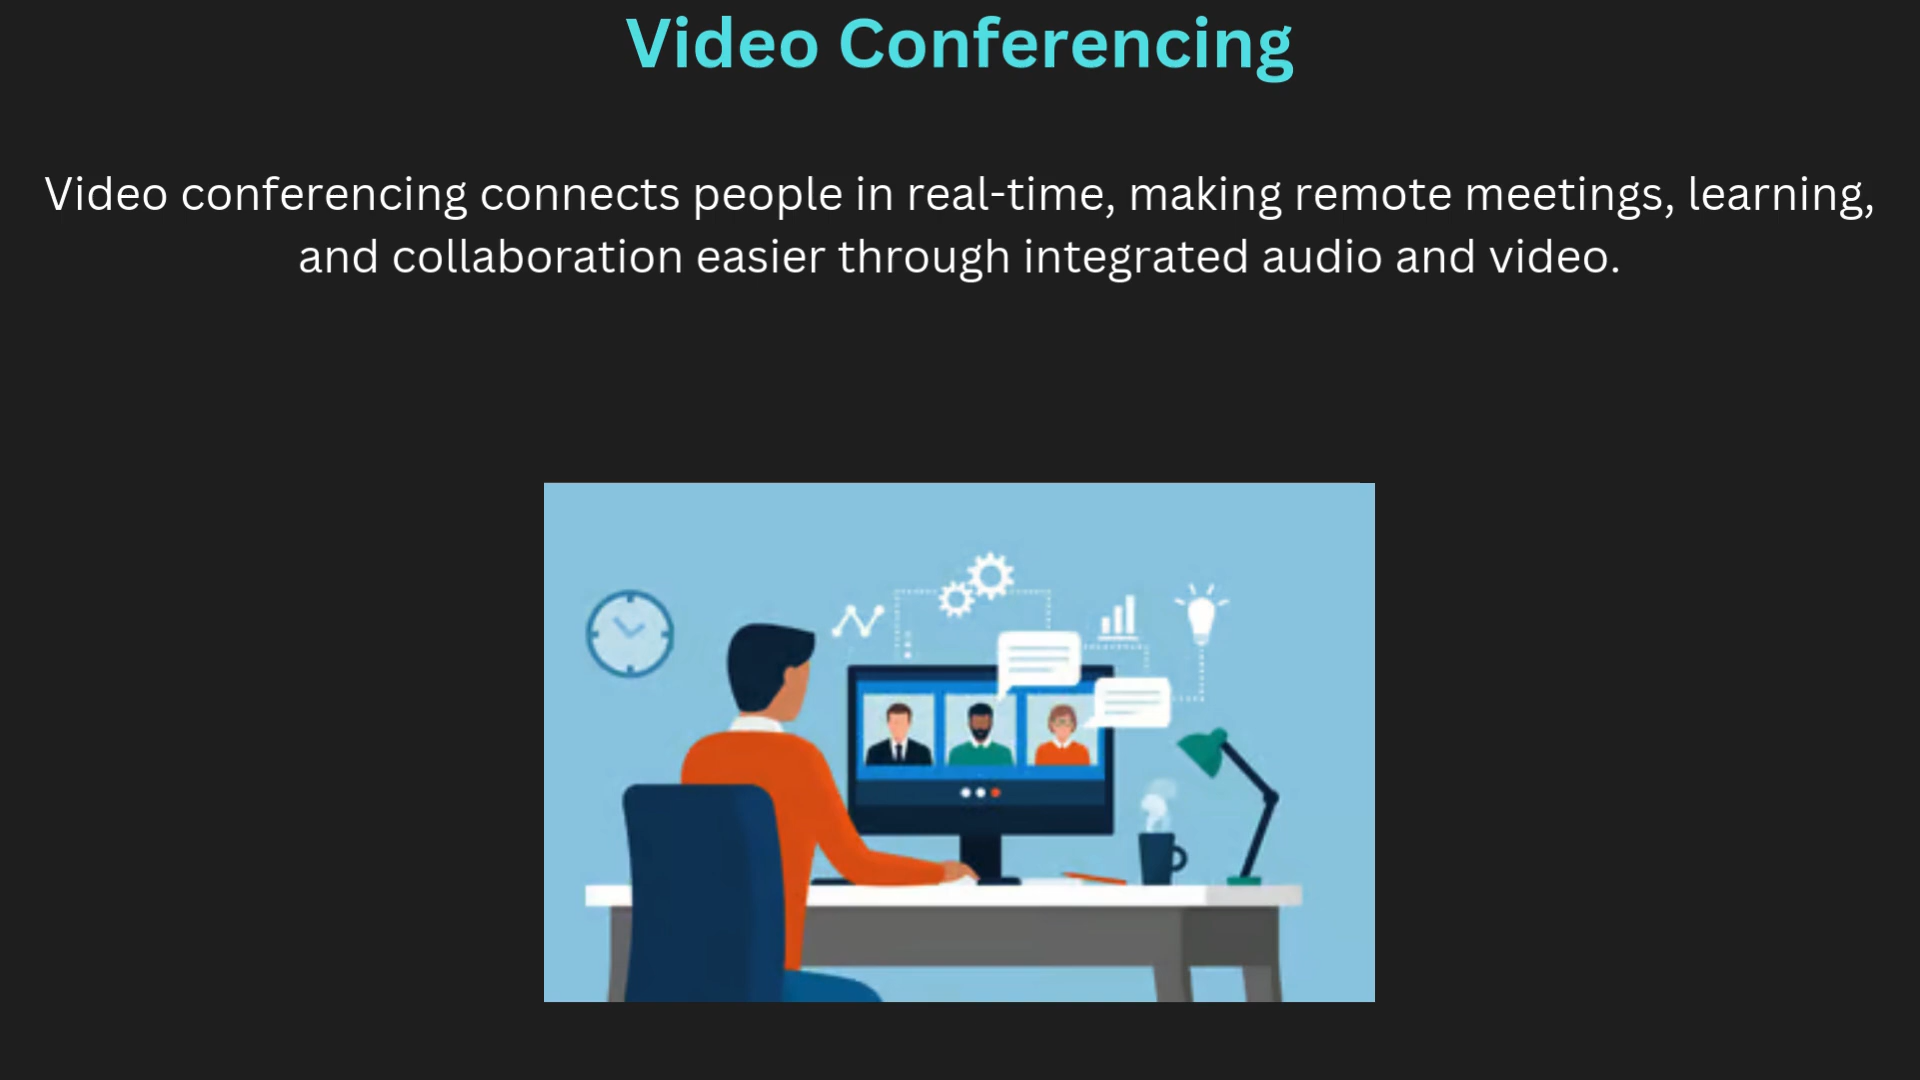 Video Conferencing
Video conferencing connects people in real-time, making remote meetings, learning,
and collaboration easier through integrated audio and video.